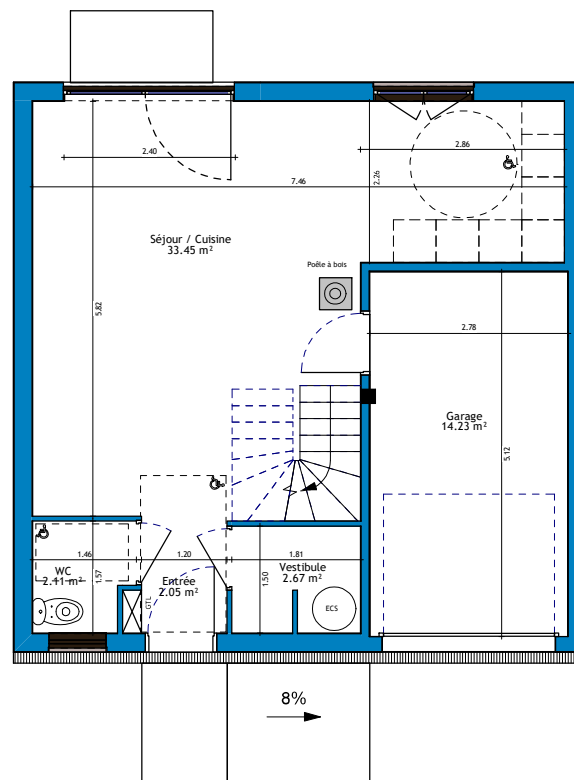 2.40
2.86
7.46
2.26
Séjour / Cuisine
33.45 m²
Poêle à bois
5.82
2.78
Garage
14.23 m²
5.12
1.46
1.20
1.81
WC
2.11 m²
1.57
Entrée
2.05 m²
Vestibule
2.67 m²
1.50
GTL
ECS
8%